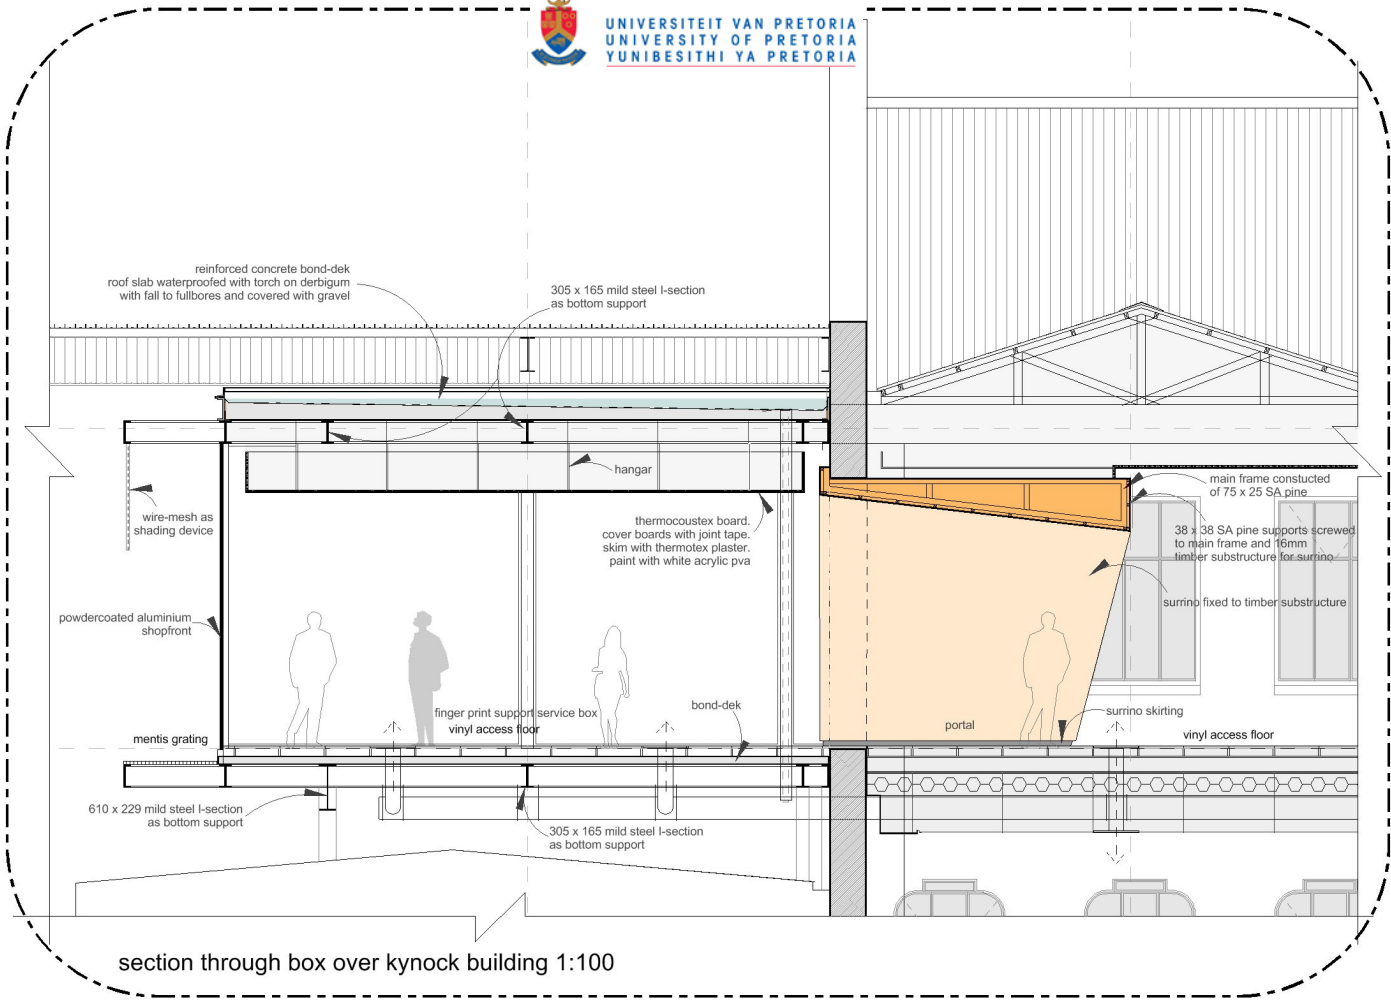 UNIVERSITEIT VAN PRETORIA
UNIVERSITY OF PRETORIA
YUNIBESITHI YA PRETORIA
reinforced concrete bond-dek
roof slab waterproofed with torch on derbigum
with fall to fullbores and covered with gravel
305 x 165 mild steel I-section
as bottom support
hangar
wire-mesh as
shading device
thermocoustex board.
cover boards with joint tape.
skim with thermotex plaster.
paint with white acrylic pva
main frame constucted
of 75 x 25 SA pine
38 x 38 SA pine supports screwed
to main frame and 16mm
timber substructure for surrino
surrino fixed to timber substructure
powdercoated aluminium
shopfront
finger print support service box
vinyl access floor
bond-dek
surrino skirting
portal
mentis grating
vinyl access floor
610 x 229 mild steel I-section
as bottom support
305 x 165 mild steel I-section
as bottom support
section through box over kynock building 1:100